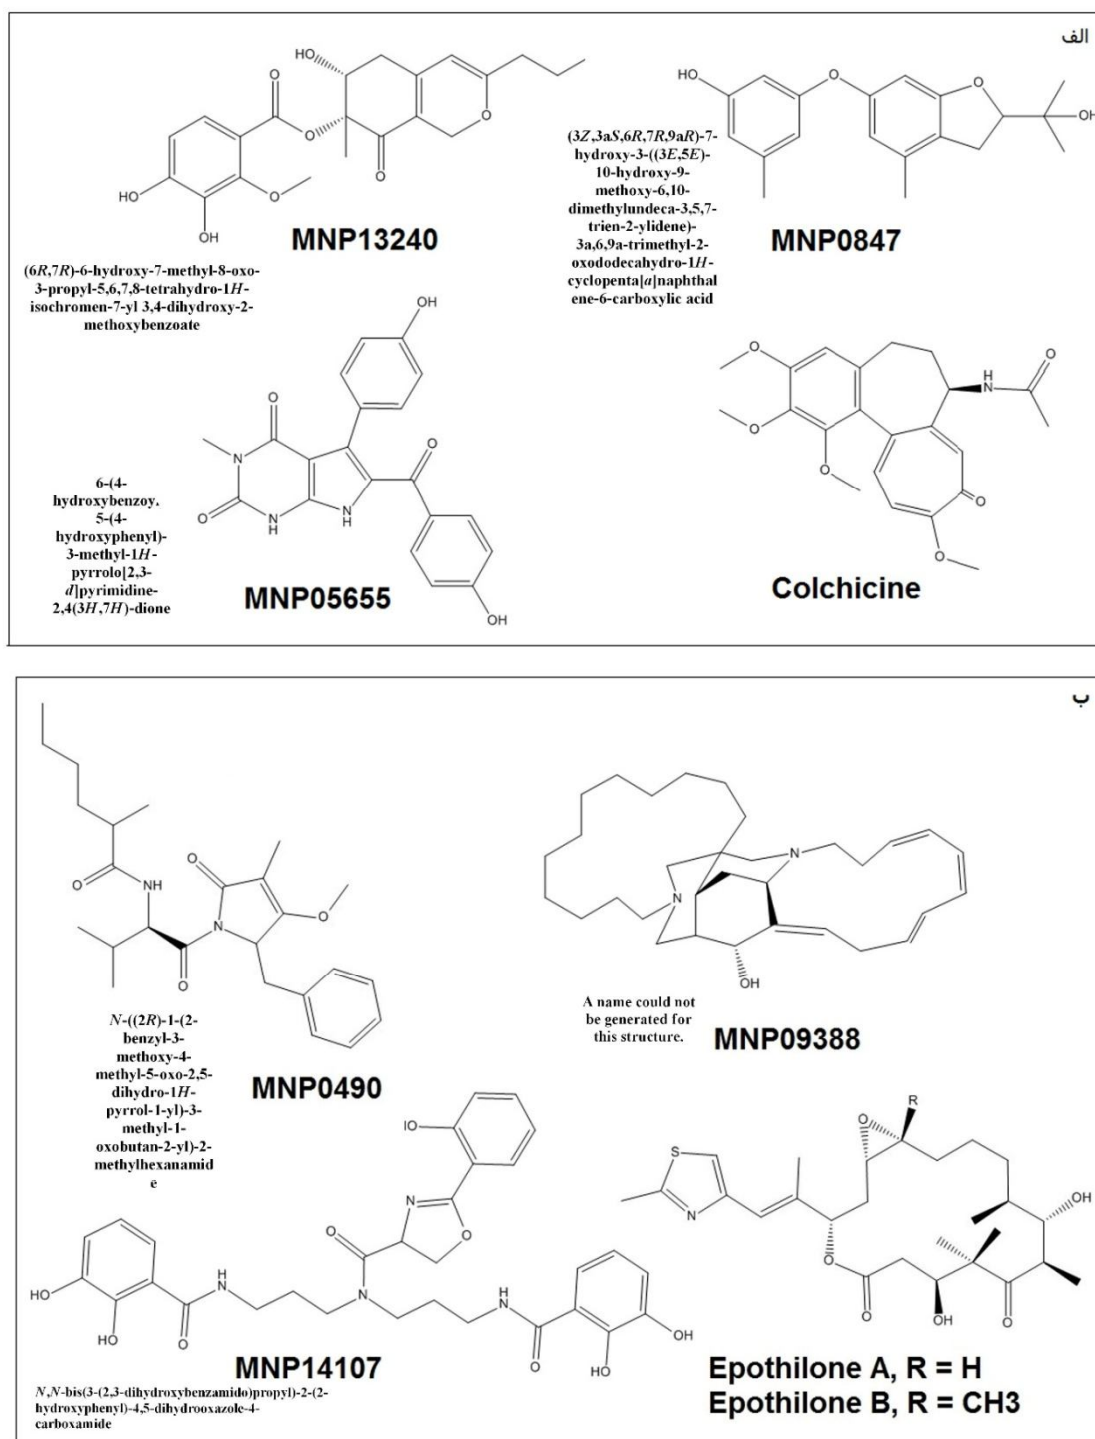 الف
MNP13240
(6R,7R)-6-hydroxy-7-methyl-8-oxo-
3-propyl-5,6,7,8-tetrahydro-1H-
isochromen-7-yl 3,4-dihydroxy-2-
methoxybenzoate
(3Z,3aS,6R,7R,9aR)-7-
hydroxy-3-((3E,5E)-
10-hydroxy-9-
methoxy-6,10-
dimethylundeca-3,5,7-
trien-2-ylidene)-
3a,6,9a-trimethyl-2-
oxododecahydro-1H-
cyclopenta[a]naphthal
ene-6-carboxylic acid
MNP0847
6-(4-
hydroxybenzoy.
5-(4-
hydroxyphenyl)-
3-methyl-1H-
pyrrolo[2,3-
d]pyrimidine-
2,4(3H,7H)-dione
MNP05655
Colchicine
ب
N-((2R)-1-(2-
benzyl-3-
methoxy-4-
methyl-5-oxo-2,5-
dihydro-1H-
pyrrol-1-yl)-3-
methyl-1-
oxobutan-2-yl)-2-
methylhexanamid
e
MNP0490
A name could not
be generated for
this structure.
MNP09388
MNP14107
N,N-bis(3-(2,3-dihydroxybenzamido)propyl)-2-(2-
hydroxyphenyl)-4,5-dihydrooxazole-4-
carboxamide
Epothilone A, R = H
Epothilone B, R = CH3